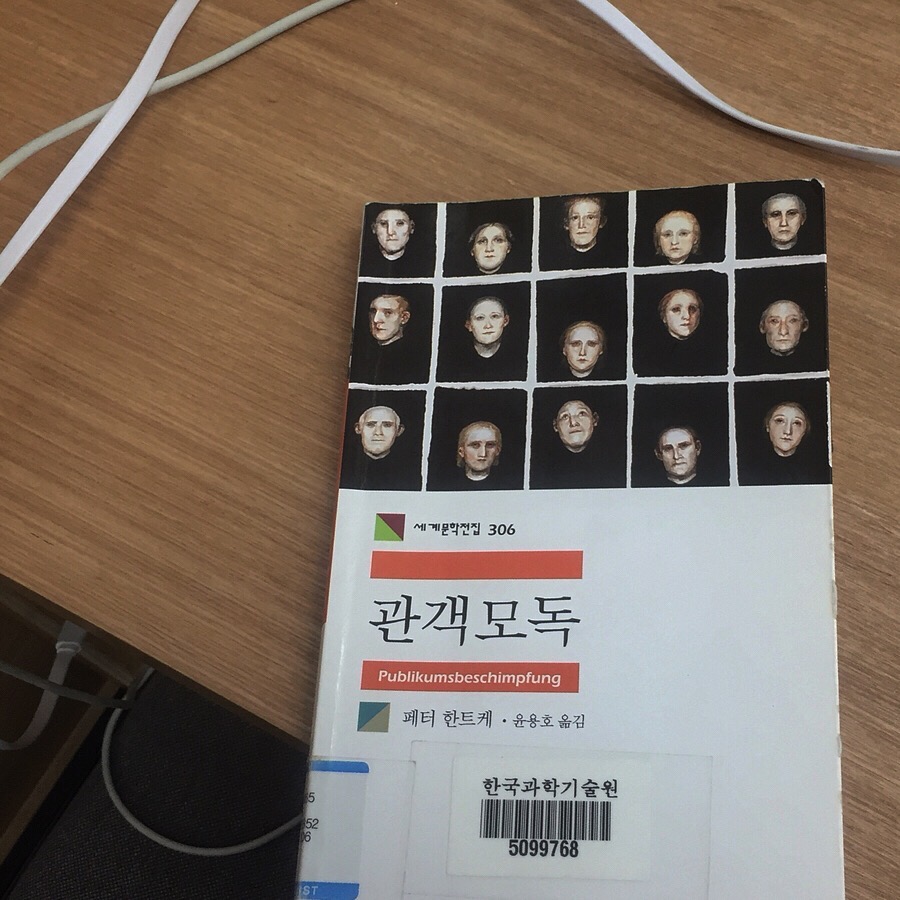 세계문학전집 306
관객모독
Publikumsbeschimpfung
페터 한트케 · 윤용호 옮김
한국과학기술원
5099768